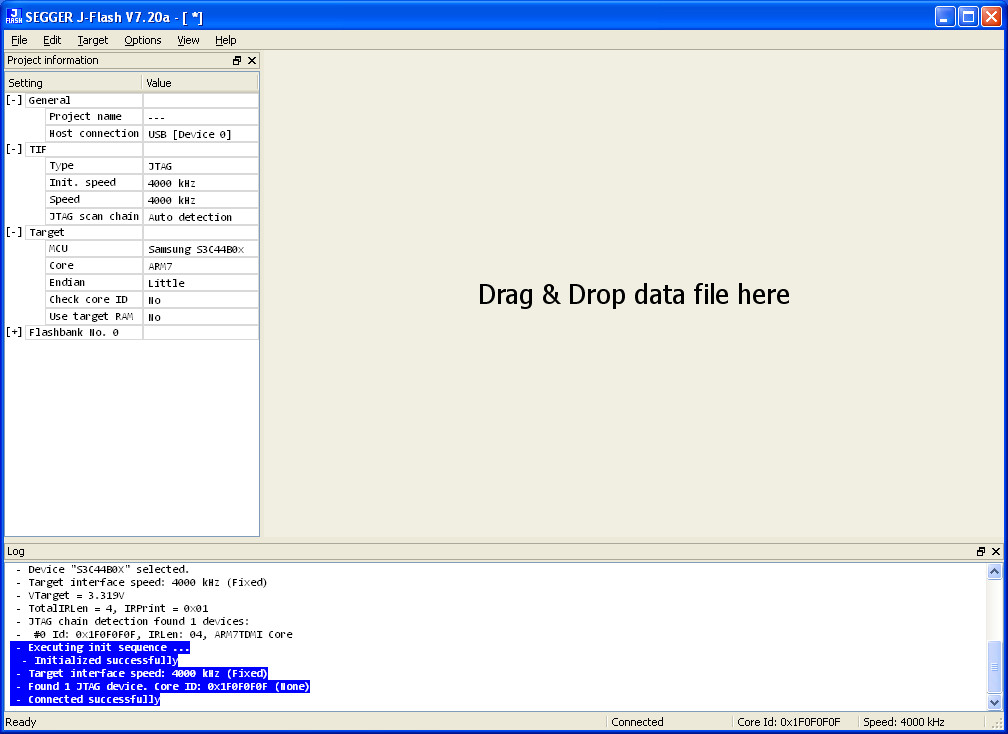 J
FLASH
SEGGER J-Flash V7.20a - [ *]
File Edit Target Options View Help
Project information
Setting Value
[-] General
Project name ---
Host connection USB [Device 0]
[-] TIF
Type JTAG
Init. speed 4000 kHz
Speed 4000 kHz
JTAG scan chain Auto detection
[-] Target
MCU Samsung S3C44B0x
Core ARM7
Endian Little
Check core ID No
Use target RAM No
[+] Flashbank No. 0
Drag & Drop data file here
Log
- Device "S3C44B0X" selected.
- Target interface speed: 4000 kHz (Fixed)
- VTarget = 3.319V
- TotalIRLen = 4, IRPrint = 0x01
- JTAG chain detection found 1 devices:
- #0 Id: 0x1F0F0F0F, IRLen: 04, ARM7TDMI Core
- Executing init sequence ...
- Initialized successfully
- Target interface speed: 4000 kHz (Fixed)
- Found 1 JTAG device. Core ID: 0x1F0F0F0F (None)
- Connected successfully
Ready Connected Core Id: 0x1F0F0F0F Speed: 4000 kHz